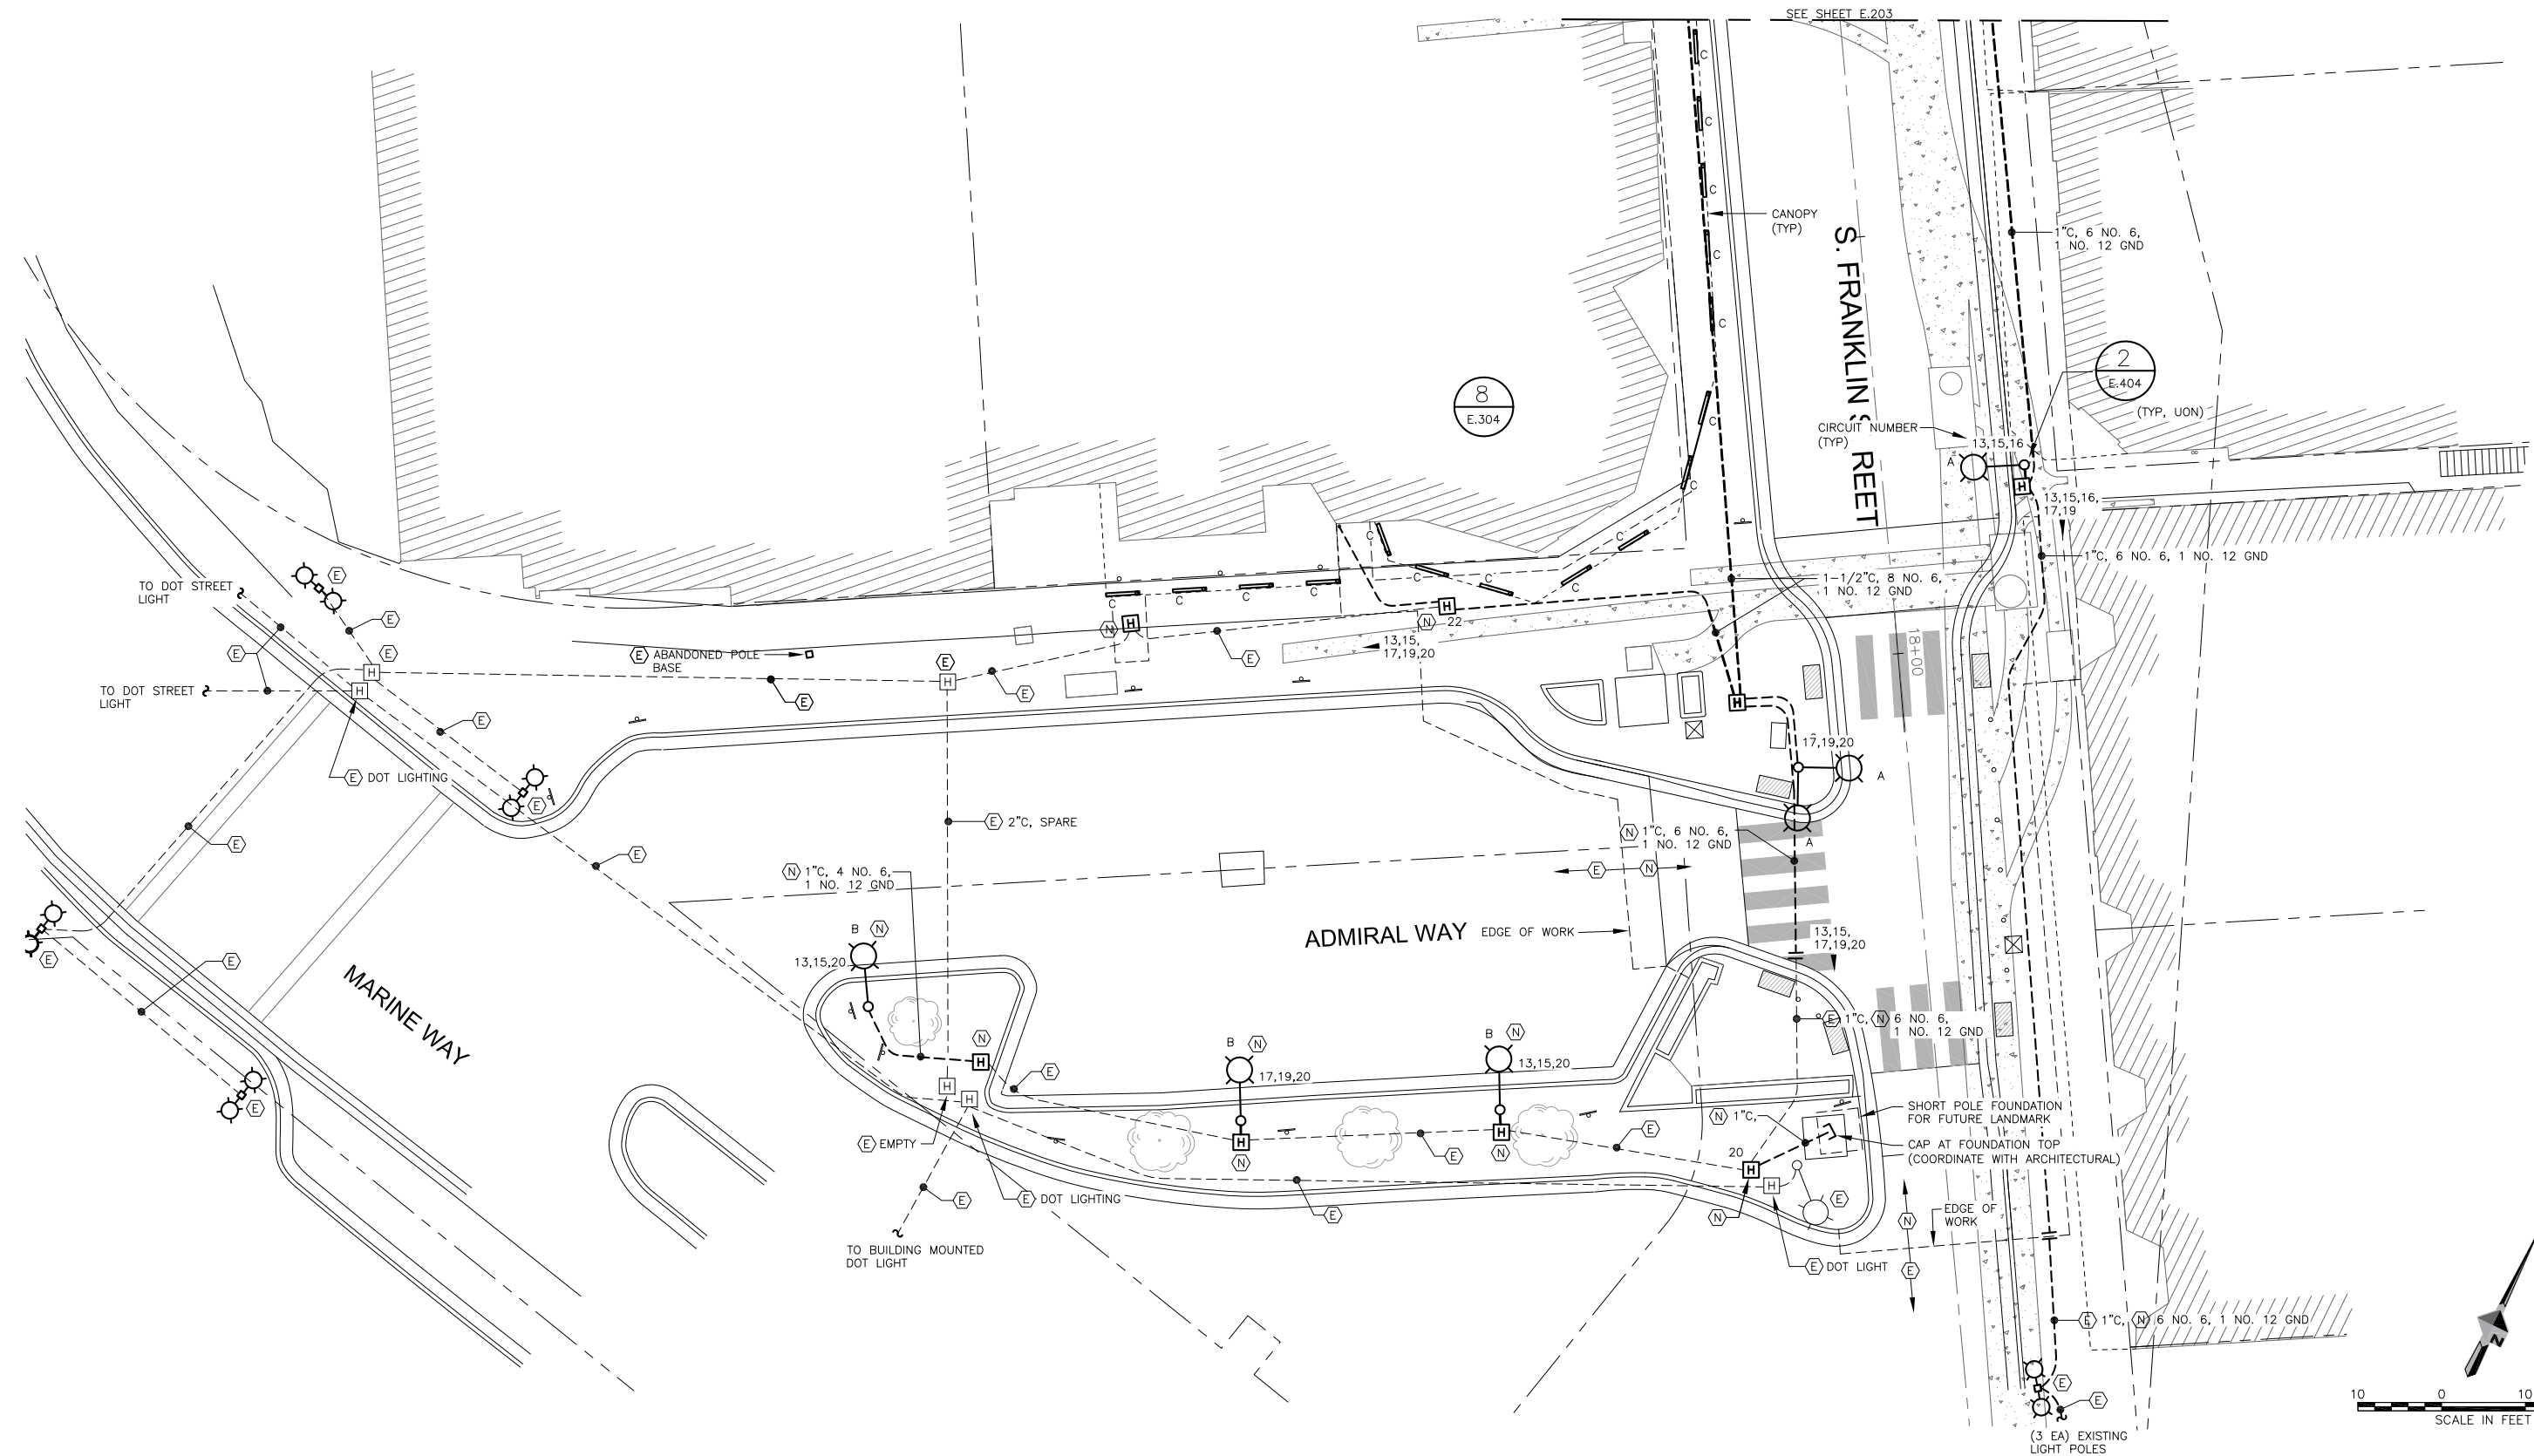 SEE SHEET E.203
C
C
C
C
C
CANOPY
(TYP)
S. FRANKLIN S REET
1"C, 6 NO. 6,
1 NO. 12 GND
8
E.304
2
E.404
(TYP, UON)
CIRCUIT NUMBER
(TYP)
13,15,16
A
C
C
13,15,16,
17,19
1"C, 6 NO. 6, 1 NO. 12 GND
C
C
C
C
C
C
C
C
C
1-1/2"C, 8 NO. 6,
1 NO. 12 GND
TO DOT STREET
LIGHT
E
E
E
E
N
E
N
22
13,15,
17,19,20
E
ABANDONED POLE
BASE
H
H
H
H
H
H
H
TO DOT STREET
LIGHT
E
E
E
18+00
E
E
DOT LIGHTING
E
17,19,20
A
A
E
2"C, SPARE
E
E
N
1"C, 6 NO. 6,
1 NO. 12 GND
E
N
N
1"C, 4 NO. 6,
1 NO. 12 GND
B
N
13,15,20
ADMIRAL WAY
EDGE OF WORK
13,15,
17,19,20
E
E
MARINE WAY
N
H
H
H
E
B
N
17,19,20
B
N
13,15,20
E
1"C,
N
6 NO. 6,
1 NO. 12 GND
E
E
EMPTY
H
N
E
H
N
E
N
1"C,
20
H
H
SHORT POLE FOUNDATION
FOR FUTURE LANDMARK
CAP AT FOUNDATION TOP
(COORDINATE WITH ARCHITECTURAL)
E
E
E
DOT LIGHTING
E
N
N
EDGE OF
WORK
TO BUILDING MOUNTED
DOT LIGHT
E
DOT LIGHT
E
E
1"C,
N
6 NO. 6, 1 NO. 12 GND
E
E
(3 EA) EXISTING
LIGHT POLES
N
10
0
10
SCALE IN FEET